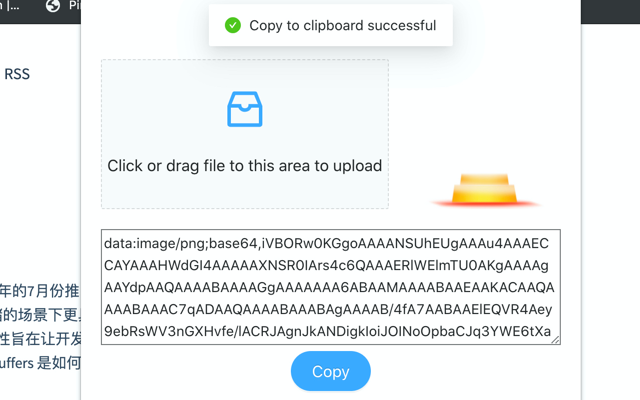 Copy to clipboard successful
RSS
Click or drag file to this area to upload
data:image/png;base64,iVBORw0KGgoAAAANSUhEUgAAAu4AAAEC
CAYAAAHWdGI4AAAAAXNSR0IArs4c6QAAAERlWElmTU0AKgAAAAg
AAYdpAAQAAAABAAAAGgAAAAAAA6ABAAMAAAABAAEAAKACAAQA
AAABAAAC7qADAAQAAAABAAABAgAAAAB/4fA7AABAAElEQVR4Aey
9ebRsWV3nGXHvfe/lACRJAgnJkANDigkIoiJOINoOpbaCJq3YWE6tXa
年的7月份推
的场景下更
性旨在让开发
uffers 是如何
Copy